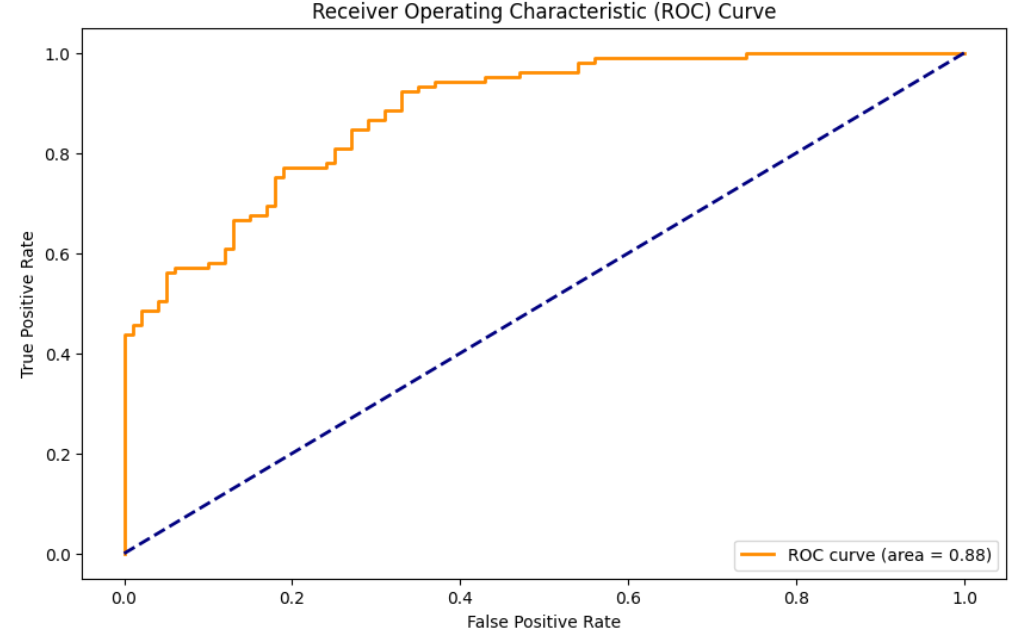 Receiver Operating Characteristic (ROC) Curve
1.0
0.8
0.6
0.4
0.2
0.0
True Positive Rate
ROC curve (area = 0.88)
0.0 0.2 0.4 0.6 0.8 1.0
False Positive Rate